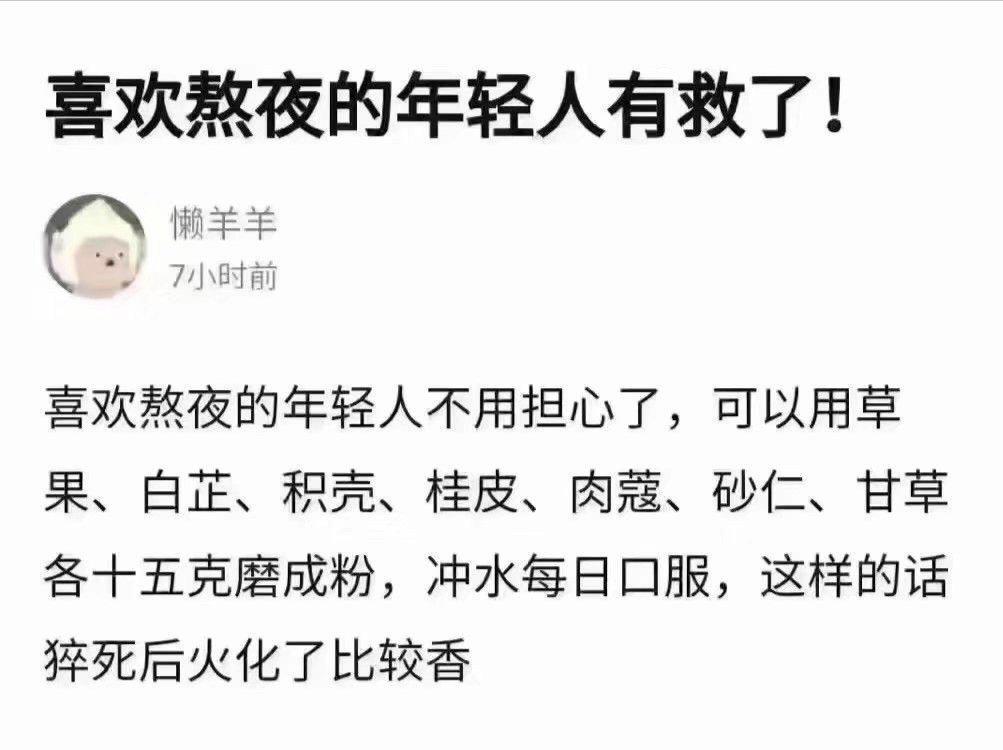 喜欢熬夜的年轻人有救了！
懒羊羊
7小时前
喜欢熬夜的年轻人不用担心了，可以用草
果、白芷、积壳、桂皮、肉蔻、砂仁、甘草
各十五克磨成粉，冲水每日口服，这样的话
猝死后火化了比较香